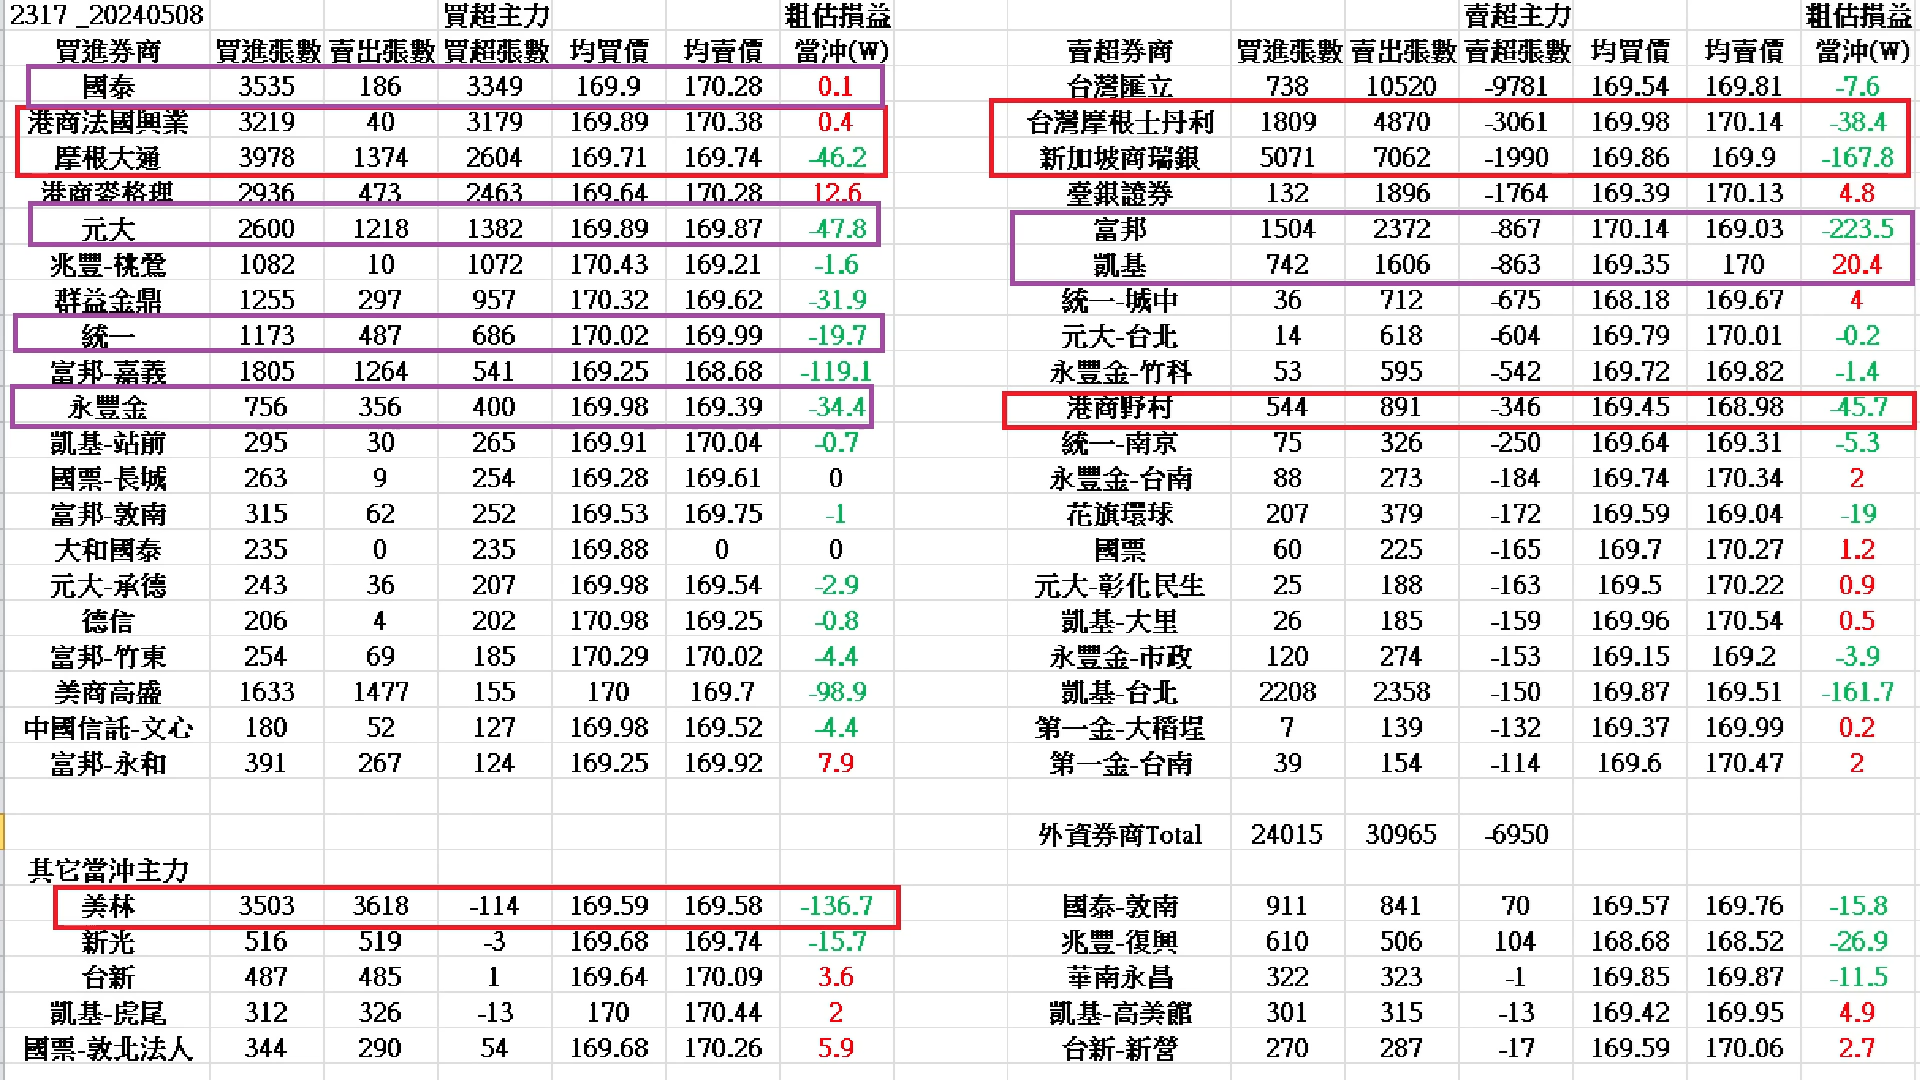 2317 _20240508 買超主力 粗估損益 賣超主力 粗估損益
買進券商 買進張數 賣出張數 買超張數 均買價 均賣價 當沖(W) 賣超券商 買進張數 賣出張數 賣超張數 均買價 均賣價 當沖(W)
國泰 3535 186 3349 169.9 170.28 0.1 台灣匯立 738 10520 -9781 169.54 169.81 -7.6
港商法國興業 3219 40 3179 169.89 170.38 0.4 台灣摩根士丹利 1809 4870 -3061 169.98 170.14 -38.4
摩根大通 3978 1374 2604 169.71 169.74 -46.2 新加坡商瑞銀 5071 7062 -1990 169.86 169.9 -167.8
港商麥格理 2936 473 2463 169.64 170.28 12.6 臺銀證券 132 1896 -1764 169.39 170.13 4.8
元大 2600 1218 1382 169.89 169.87 -47.8 富邦 1504 2372 -867 170.14 169.03 -223.5
兆豐-桃鶯 1082 10 1072 170.43 169.21 -1.6 凱基 742 1606 -863 169.35 170 20.4
群益金鼎 1255 297 957 170.32 169.62 -31.9 統一-城中 36 712 -675 168.18 169.67 4
統一 1173 487 686 170.02 169.99 -19.7 元大-台北 14 618 -604 169.79 170.01 -0.2
富邦-嘉義 1805 1264 541 169.25 168.68 -119.1 永豐金-竹科 53 595 -542 169.72 169.82 -1.4
永豐金 756 356 400 169.98 169.39 -34.4 港商野村 544 891 -346 169.45 168.98 -45.7
凱基-站前 295 30 265 169.91 170.04 -0.7 統一-南京 75 326 -250 169.64 169.31 -5.3
國票-長城 263 9 254 169.28 169.61 0 永豐金-台南 88 273 -184 169.74 170.34 2
富邦-敦南 315 62 252 169.53 169.75 -1 花旗環球 207 379 -172 169.59 169.04 -19
大和國泰 235 0 235 169.88 0 0 國票 60 225 -165 169.7 170.27 1.2
元大-承德 243 36 207 169.98 169.54 -2.9 元大-彰化民生 25 188 -163 169.5 170.22 0.9
德信 206 4 202 170.98 169.25 -0.8 凱基-大里 26 185 -159 169.96 170.54 0.5
富邦-竹東 254 69 185 170.29 170.02 -4.4 永豐金-市政 120 274 -153 169.15 169.2 -3.9
美商高盛 1633 1477 155 170 169.7 -98.9 凱基-台北 2208 2358 -150 169.87 169.51 -161.7
中國信託-文心 180 52 127 169.98 169.52 -4.4 第一金-大稻埕 7 139 -132 169.37 169.99 0.2
富邦-永和 391 267 124 169.25 169.92 7.9 第一金-台南 39 154 -114 169.6 170.47 2
外資券商Total 24015 30965 -6950
其它當沖主力
美林 3503 3618 -114 169.59 169.58 -136.7 國泰-敦南 911 841 70 169.57 169.76 -15.8
新光 516 519 -3 169.68 169.74 -15.7 兆豐-復興 610 506 104 168.68 168.52 -26.9
台新 487 485 1 169.64 170.09 3.6 華南永昌 322 323 -1 169.85 169.87 -11.5
凱基-虎尾 312 326 -13 170 170.44 2 凱基-高美館 301 315 -13 169.42 169.95 4.9
國票-敦北法人 344 290 54 169.68 170.26 5.9 台新-新營 270 287 -17 169.59 170.06 2.7